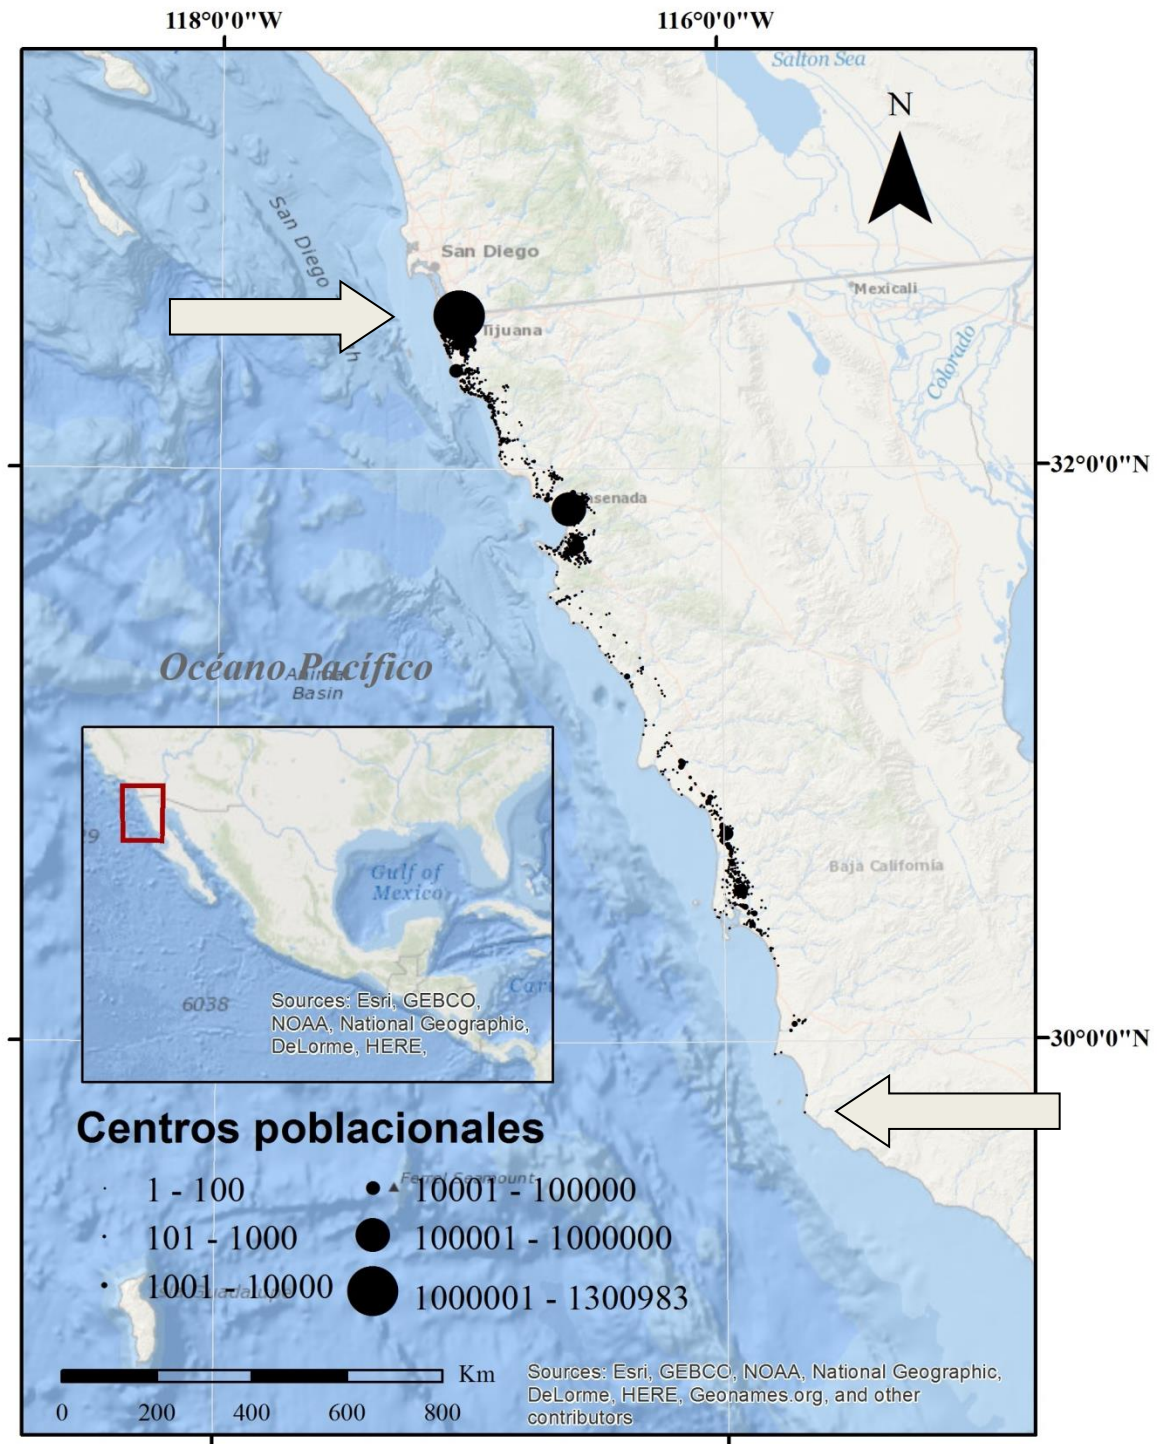 118°0'0"W
116°0'0"W
Salton Sea
N
San Diego
San Diego
Mexicali
Tijuana
Colorado
32°0'0"N
nsenada
Océano Pacífico
Basin
Baja California
Gulf of
Mexico
6038
Sources: Esri, GEBCO,
NOAA, National Geographic,
DeLorme, HERE,
30°0'0"N
Centros poblacionales
Ferrel Seamount
1 - 100
10001 - 100000
101 - 1000
100001 - 1000000
1001 - 10000
1000001 - 1300983
Km
0 200 400 600 800
Sources: Esri, GEBCO, NOAA, National Geographic,
DeLorme, HERE, Geonames.org, and other
contributors